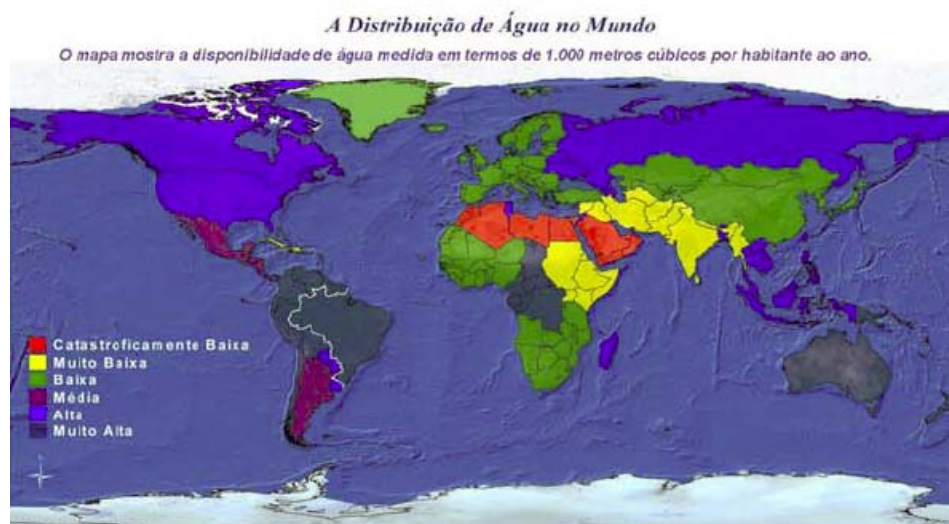 A Distribuição de Água no Mundo
O mapa mostra a disponibilidade de água medida em termos de 1.000 metros cúbicos por habitante ao ano.
Catastroficamente Baixa
Muito Baixa
Baixa
Média
Alta
Muito Alta